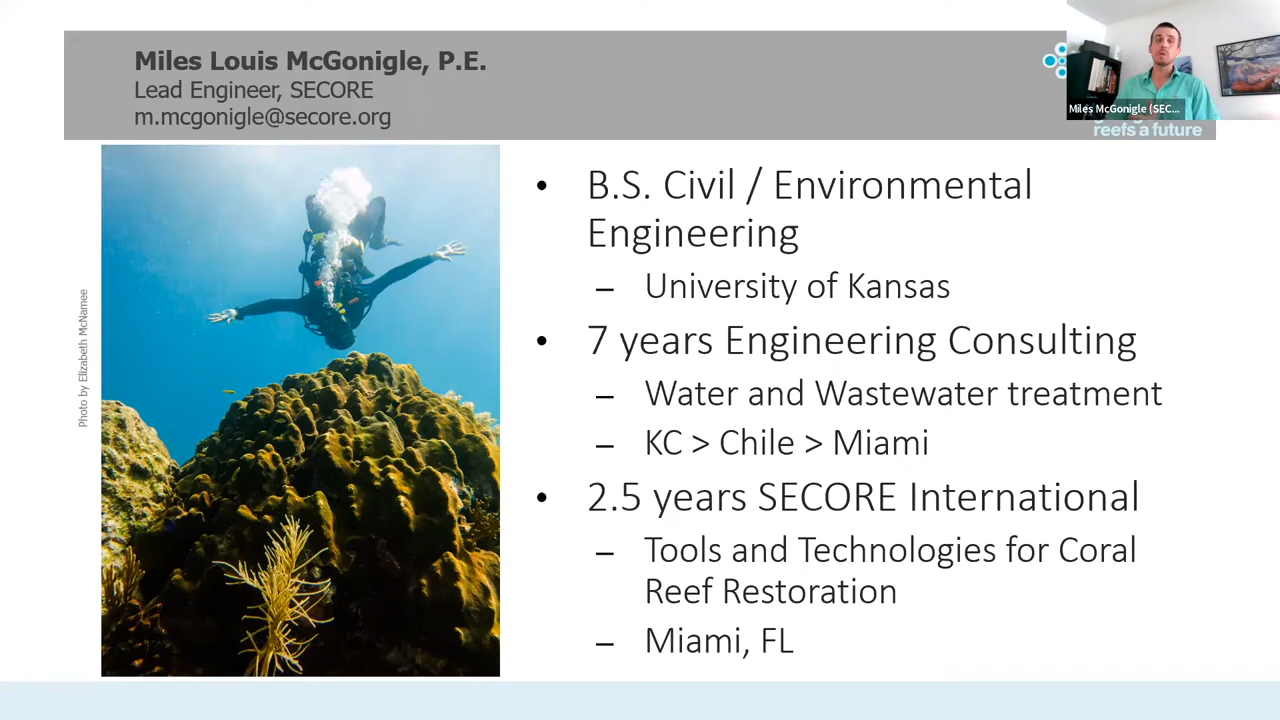 Miles Louis McGonigle, P.E.
Lead Engineer, SECORE
m.mcgonigle@secore.org
Miles McGonigle (SEC...
reefs a future
Photo by Elizabeth McNamee
• B.S. Civil / Environmental
Engineering
– University of Kansas
• 7 years Engineering Consulting
– Water and Wastewater treatment
– KC > Chile > Miami
• 2.5 years SECORE International
– Tools and Technologies for Coral
Reef Restoration
– Miami, FL